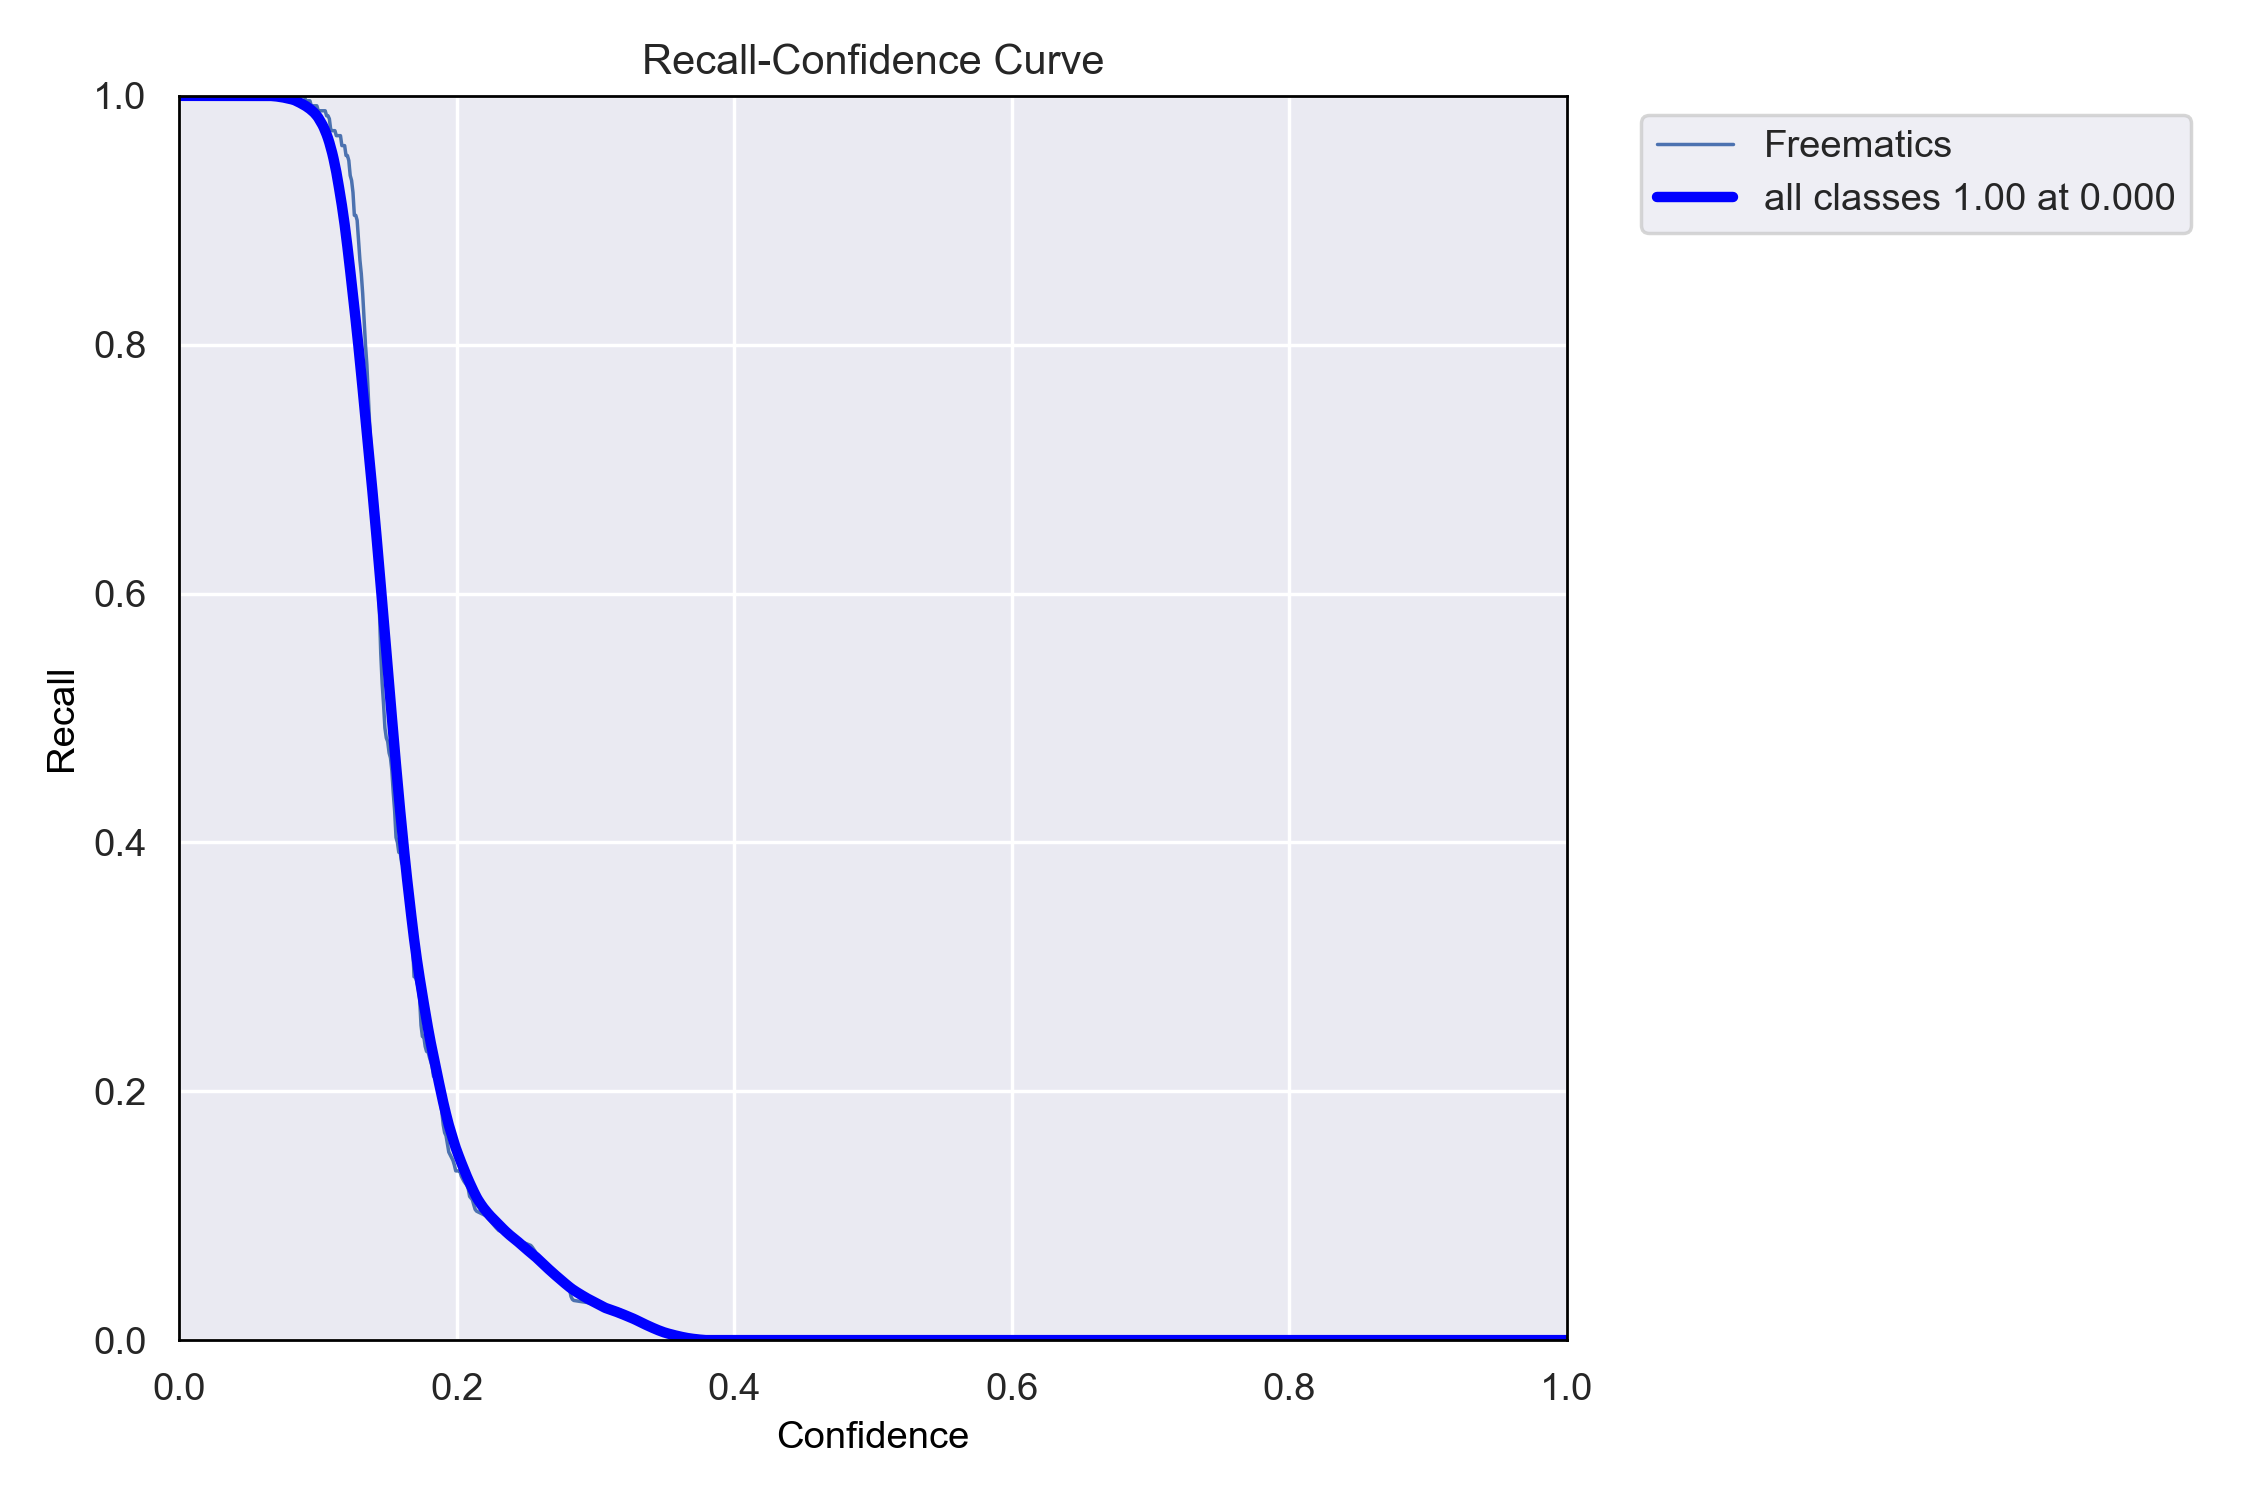 Recall-Confidence Curve
1.0
0.8
0.6
0.4
0.2
0.0
Recall
0.0 0.2 0.4 0.6 0.8 1.0
Confidence
Freematics
all classes 1.00 at 0.000